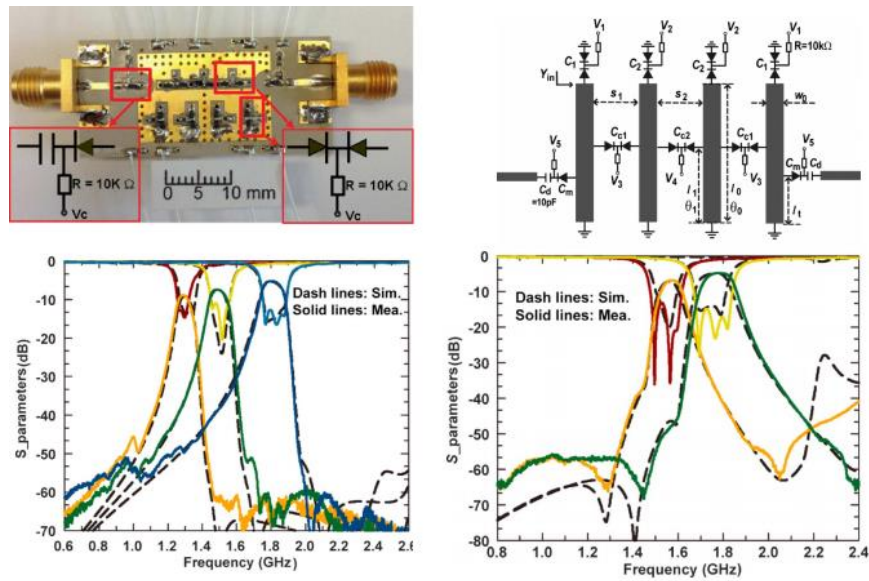 R = 10K Ω
Vc
5 10 mm
R = 10K Ω
Vc
V1 V2 V2 V1
R=10kΩ
C1 C2 C2 C1
Yin
s1 s2 w0
V5 Cc1 Cc2 Cc1 V5
Cm Cd
Cd Cm
=10pF
V3 V4 V3
l1 l0
θ1 θ0
lt
S_parameters(dB)
0
-10
-20
-30
-40
-50
-60
-70
Dash lines: Sim.
Solid lines: Mea.
0.6 0.8 1.0 1.2 1.4 1.6 1.8 2.0 2.2 2.4 2.6
Frequency (GHz)
S_parameters(dB)
0
-10
-20
-30
-40
-50
-60
-70
-80
Dash lines: Sim.
Solid lines: Mea.
0.8 1.0 1.2 1.4 1.6 1.8 2.0 2.2 2.4
Frequency (GHz)